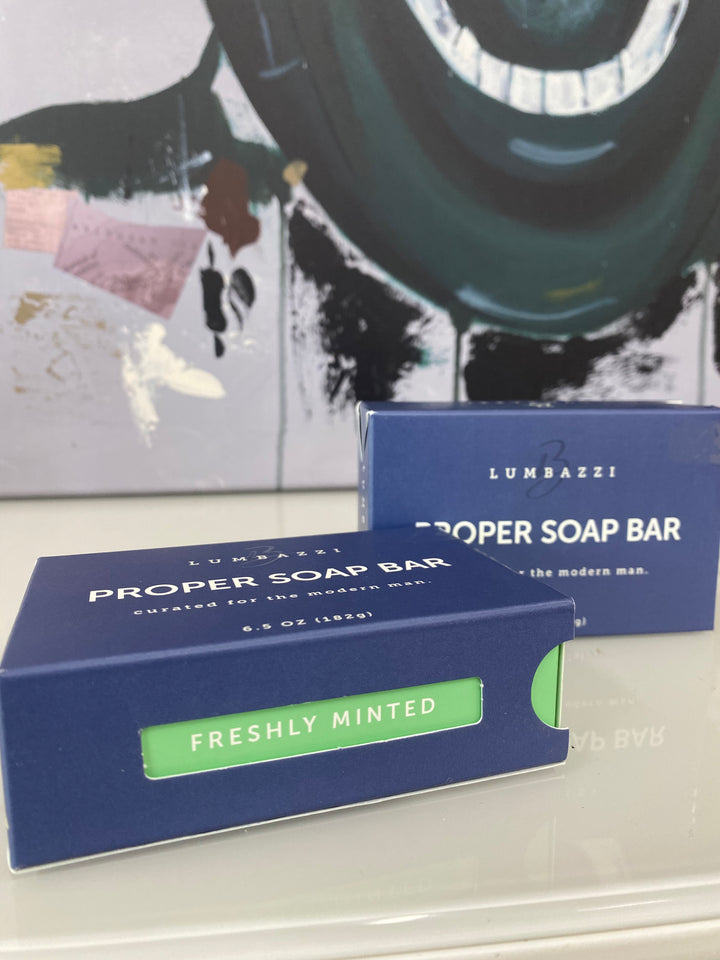 LUMBAZZI
PROPER SOAP BAR
curated for the modern man.
6.5 OZ (182g)
FRESHLY MINTED
LUMBAZZI
PROPER SOAP BAR
the modern man.